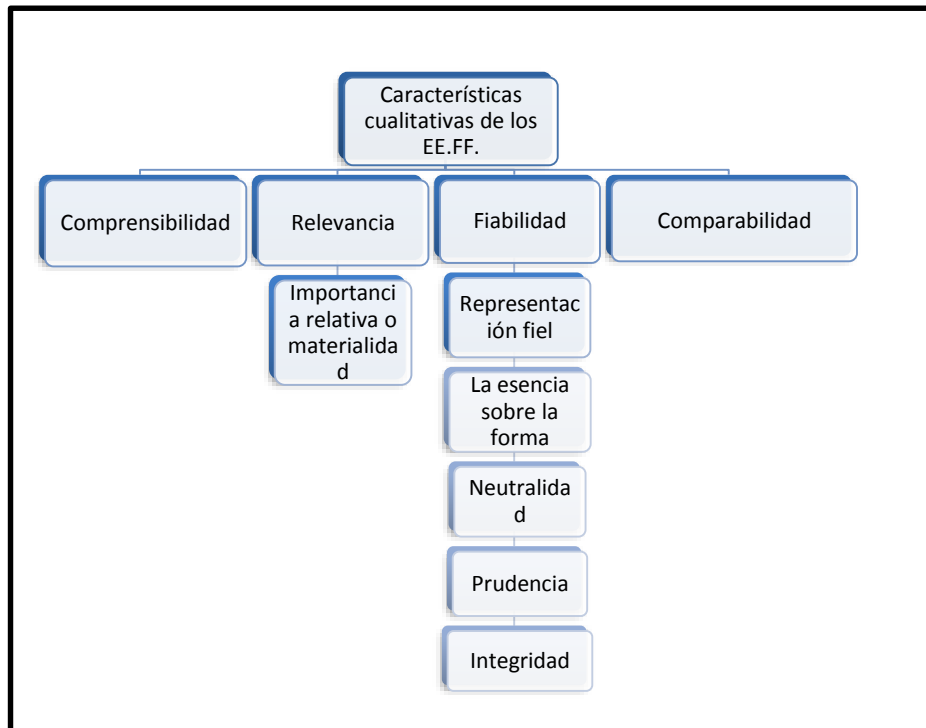 Características
cualitativas de los
EE.FF.
Comprensibilidad
Relevancia
Fiabilidad
Comparabilidad
Importanci
a relativa o
materialida
d
Representac
ión fiel
La esencia
sobre la
forma
Neutralida
d
Prudencia
Integridad